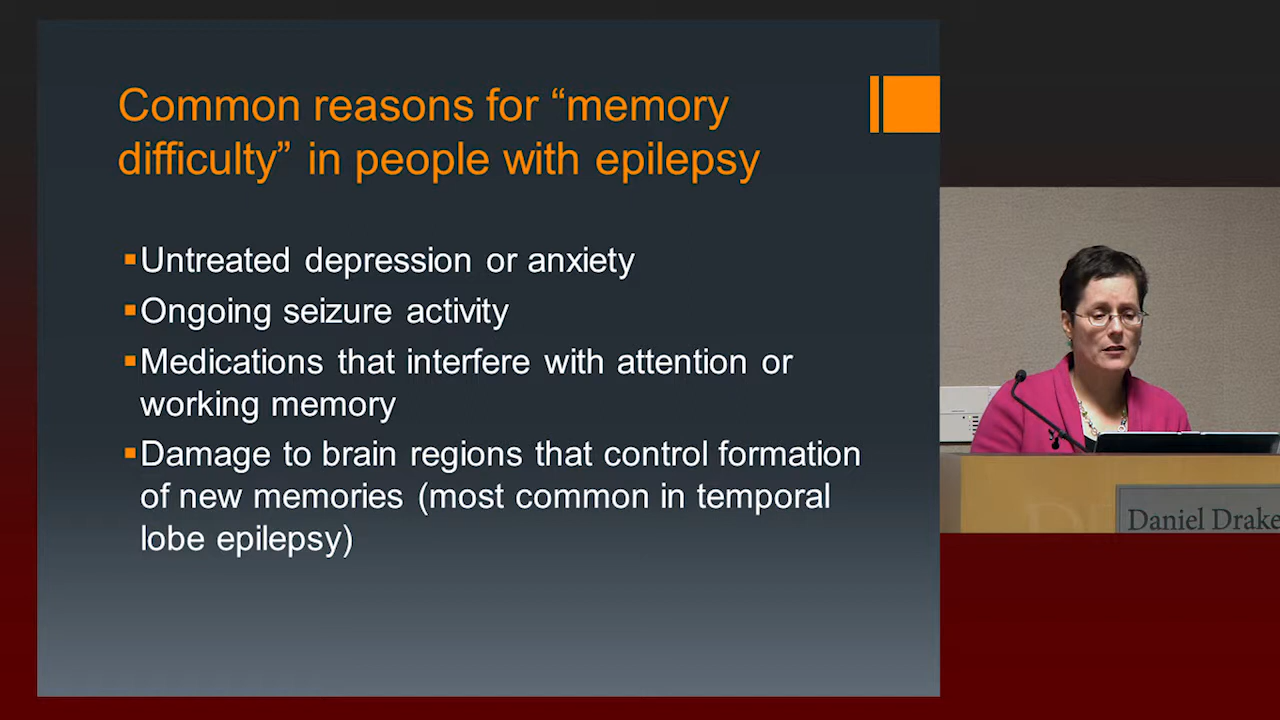 Common reasons for “memory
difficulty” in people with epilepsy
▪Untreated depression or anxiety
▪Ongoing seizure activity
▪Medications that interfere with attention or
working memory
▪Damage to brain regions that control formation
of new memories (most common in temporal
lobe epilepsy)
Daniel Drake